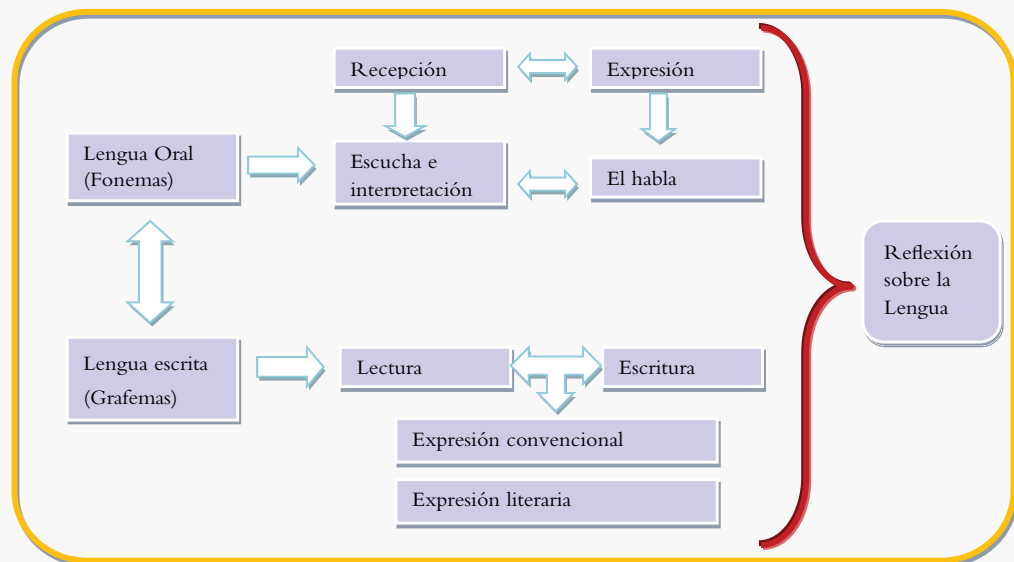 Recepción
Expresión
Lengua Oral
(Fonemas)
Escucha e
interpretación
El habla
Reflexión
sobre la
Lengua
Lengua escrita
(Grafemas)
Lectura
Escritura
Expresión convencional
Expresión literaria